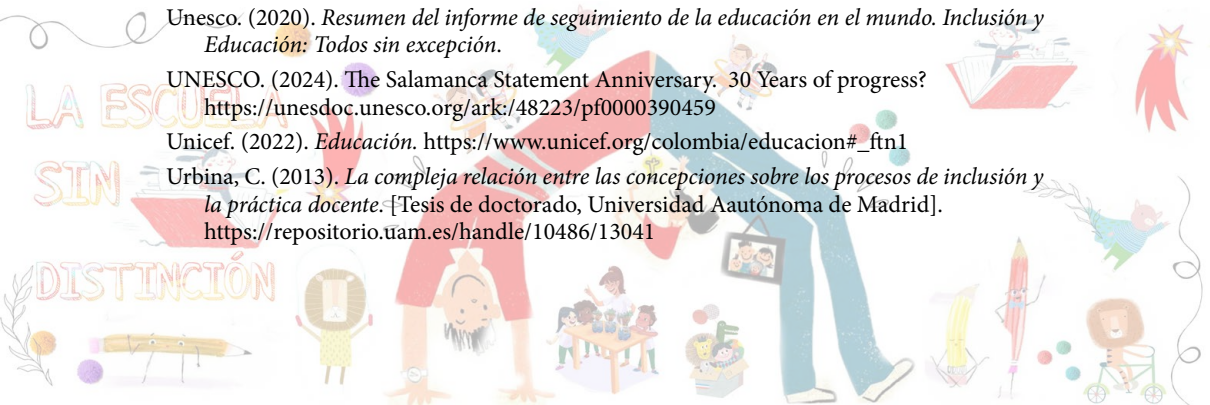 Unesco. (2020). Resumen del informe de seguimiento de la educación en el mundo. Inclusión y
Educación: Todos sin excepción.
UNESCO. (2024). The Salamanca Statement Anniversary. 30 Years of progress?
https://unesdoc.unesco.org/ark:/48223/pf0000390459
Unicef. (2022). Educación. https://www.unicef.org/colombia/educacion#_ftn1
Urbina, C. (2013). La compleja relación entre las concepciones sobre los procesos de inclusión y
la práctica docente. [Tesis de doctorado, Universidad Aautónoma de Madrid].
https://repositorio.uam.es/handle/10486/13041
LA ESCUELA
SIN
DISTINCIÓN